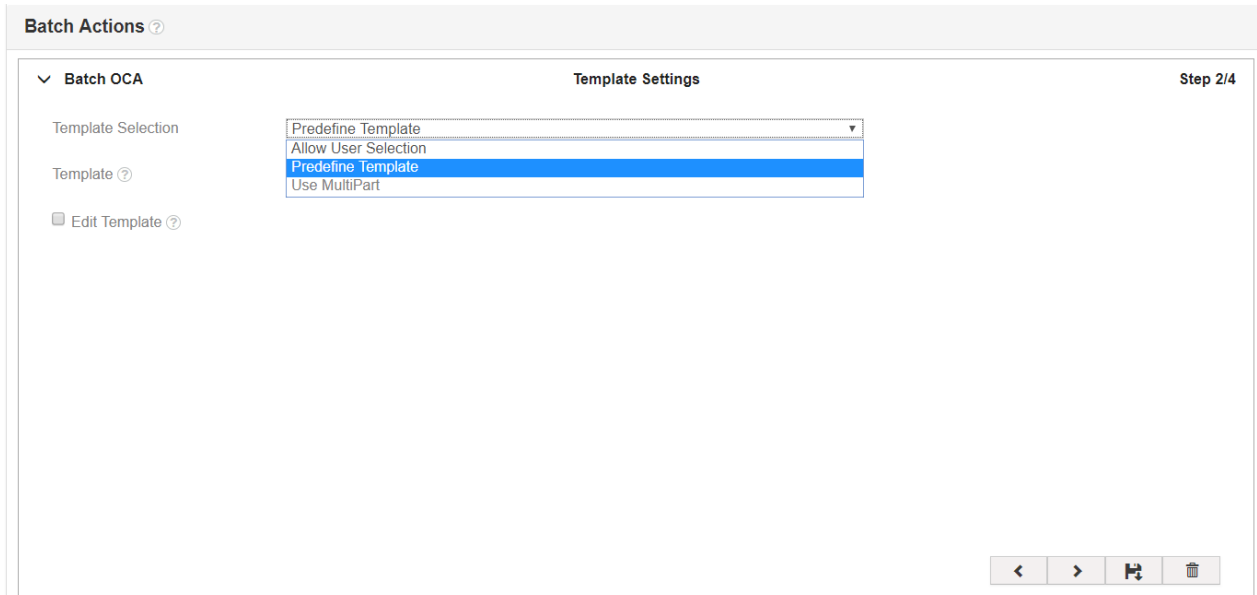 Batch Actions ?
Batch OCA Template Settings Step 2/4
Template Selection Predefine Template
Allow User Selection
Predefine Template
Template ?
Use MultiPart
Edit Template ?